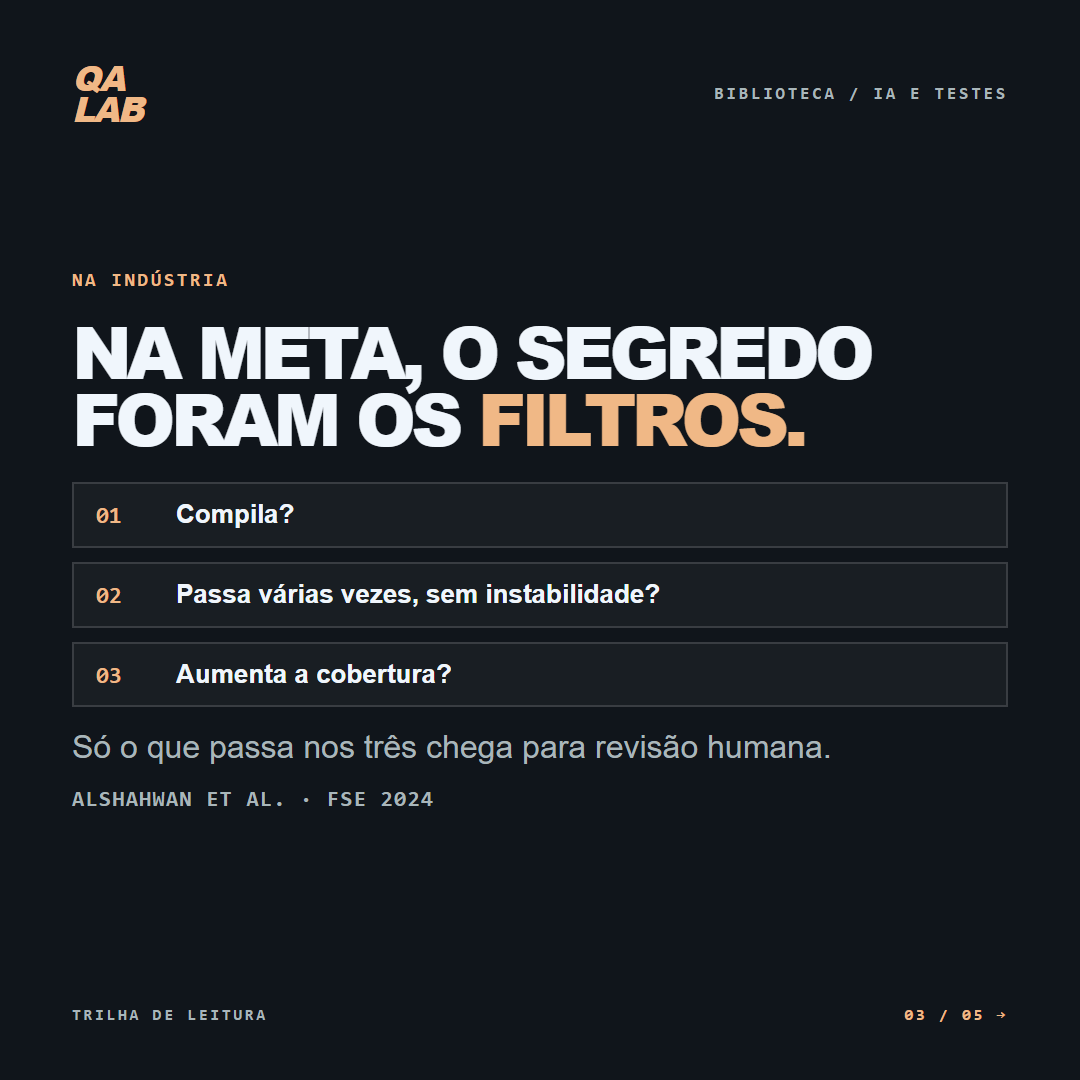 QA
LAB
BIBLIOTECA / IA E TESTES
NA INDÚSTRIA
NA META, O SEGREDO
FORAM OS FILTROS.
01 Compila?
02 Passa várias vezes, sem instabilidade?
03 Aumenta a cobertura?
Só o que passa nos três chega para revisão humana.
ALSHAHWAN ET AL. · FSE 2024
TRILHA DE LEITURA
03 / 05 →